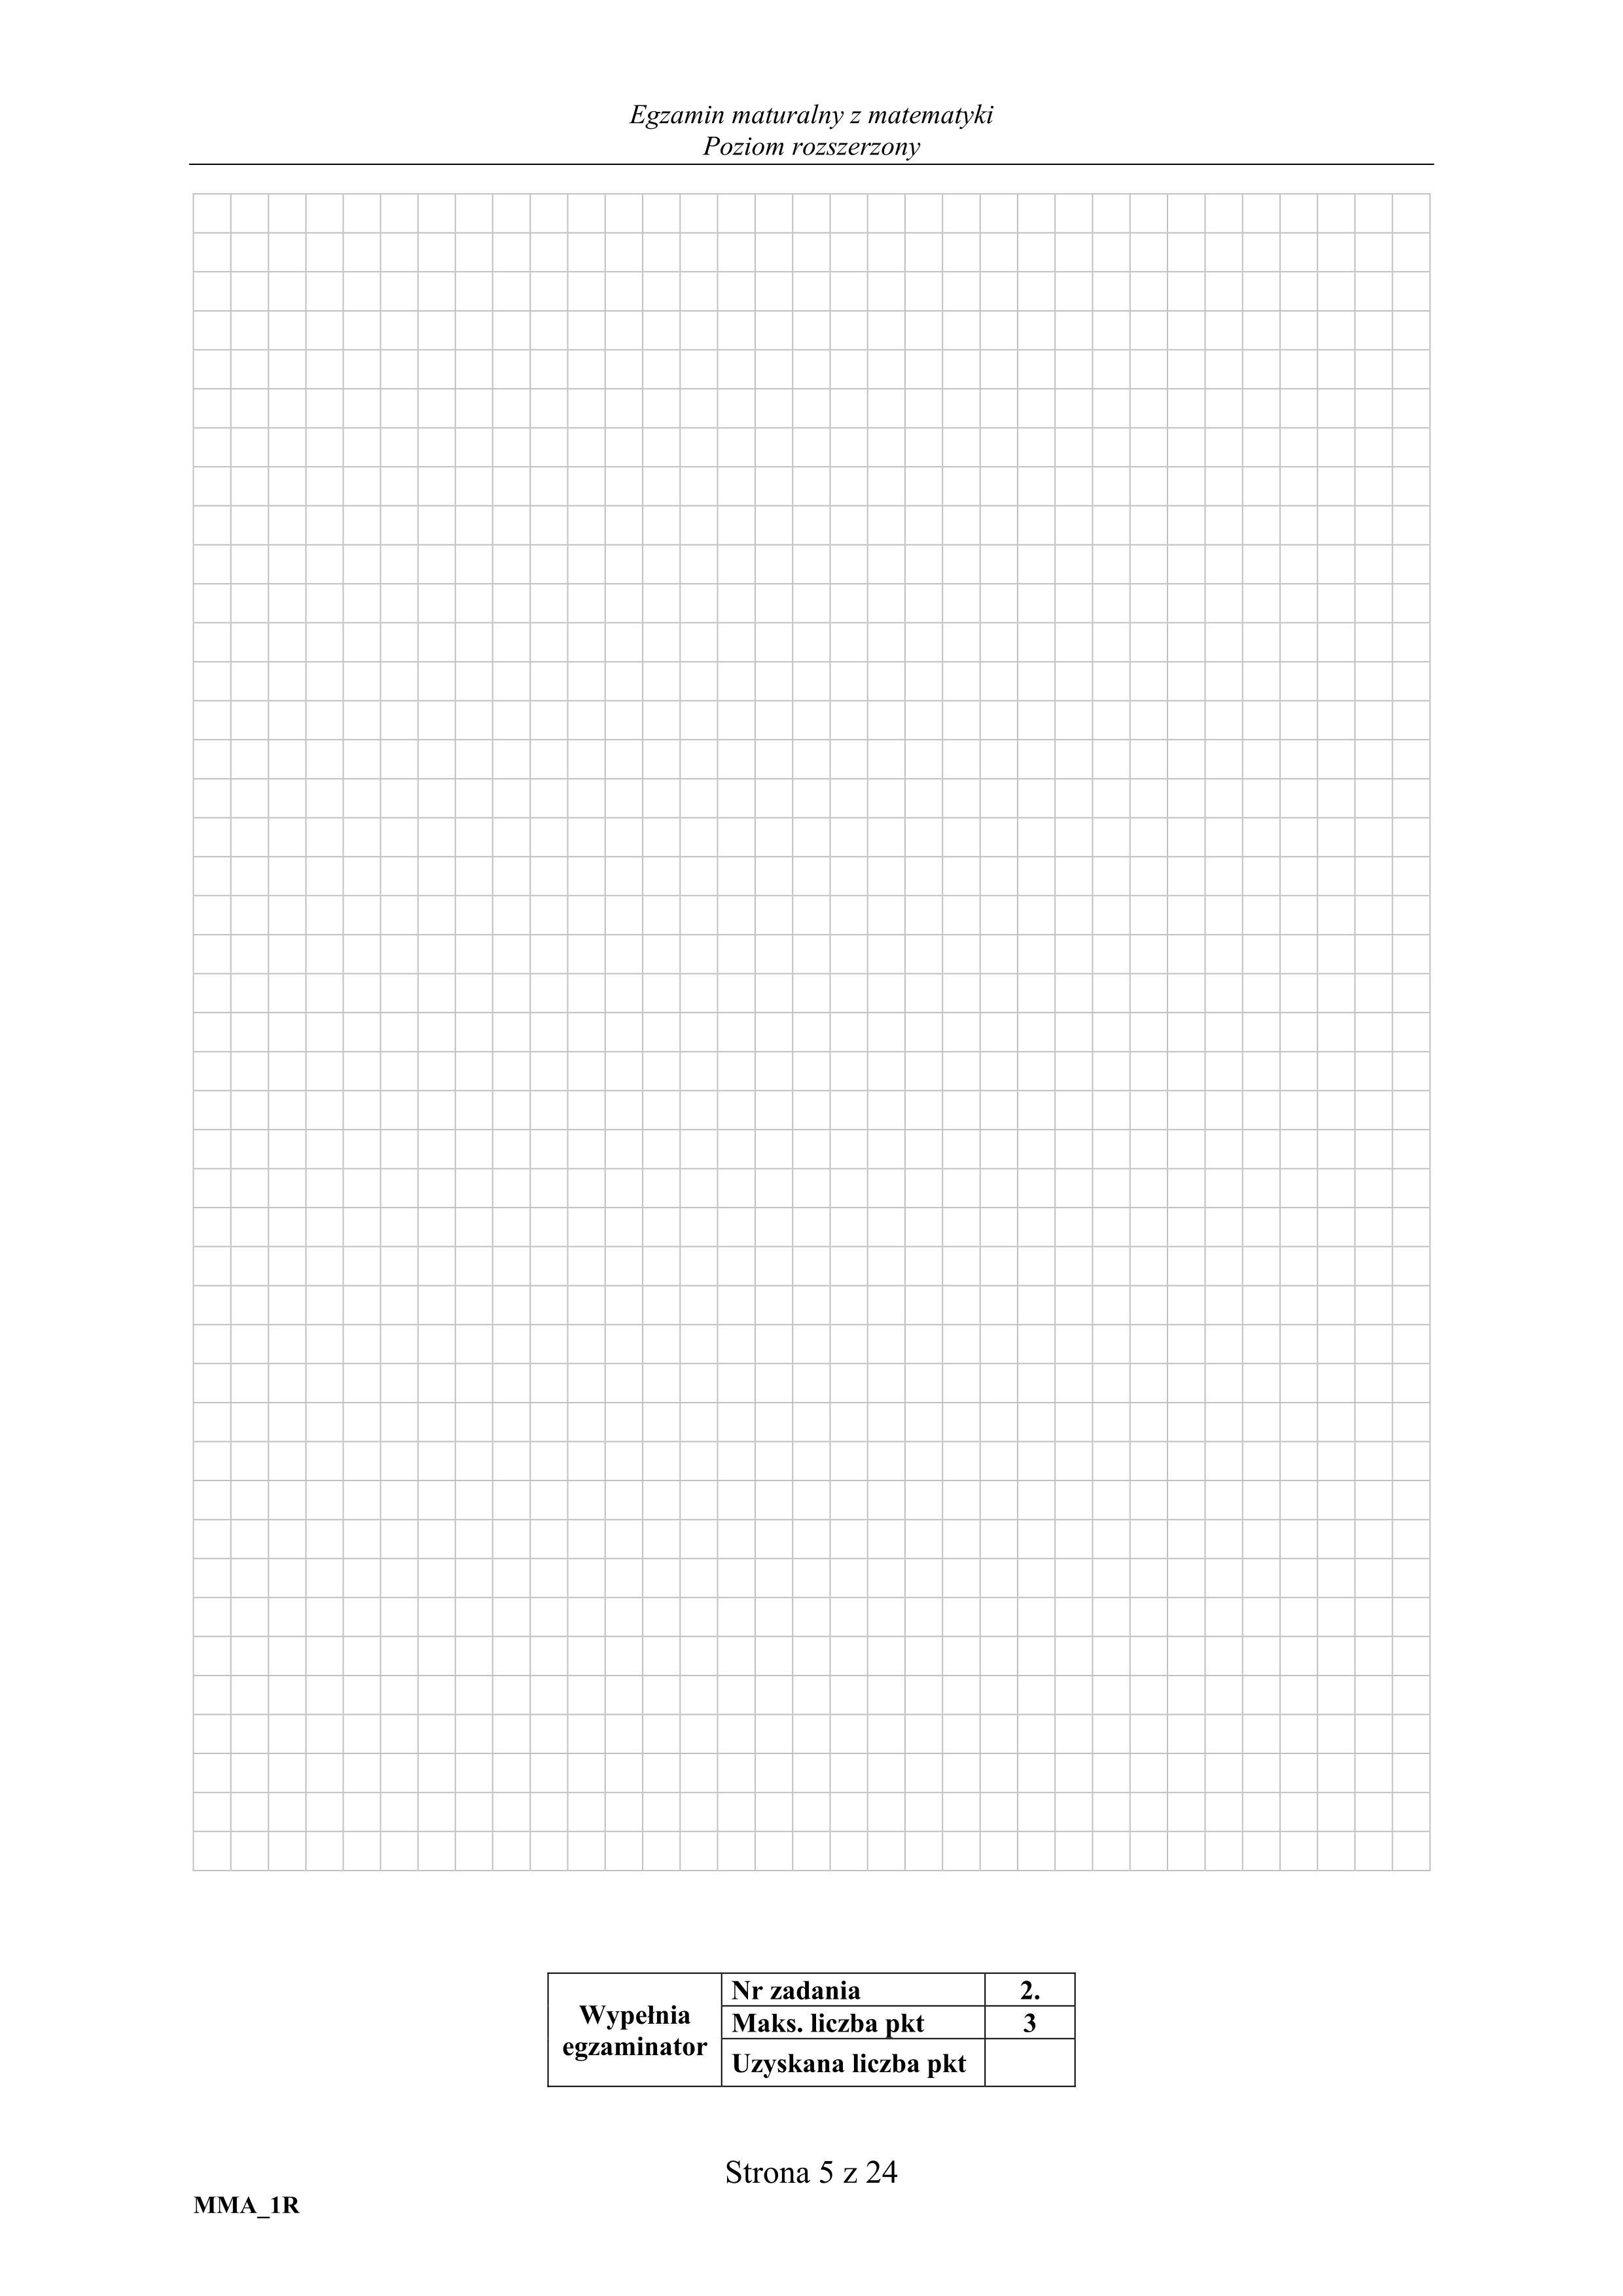 Egzamin maturalny z matematyki
Poziom rozszerzony
Wypełnia
egzaminator
Nr zadania 2.
Maks. liczba pkt 3
Uzyskana liczba pkt
Strona 5 z 24
MMA_1R